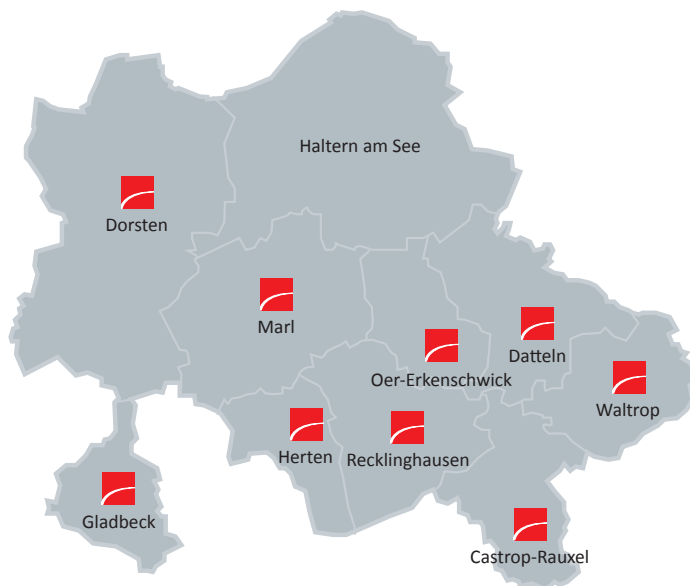 Haltern am See
Dorsten
Marl
Datteln
Oer-Erkenschwick
Waltrop
Herten
Recklinghausen
Gladbeck
Castrop-Rauxel